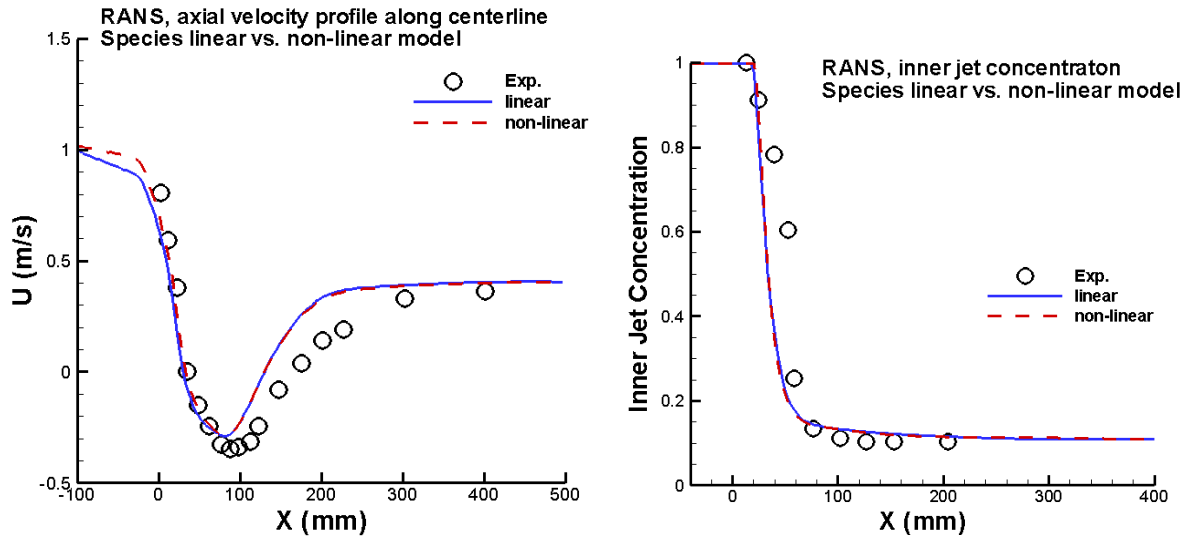 RANS, axial velocity profile along centerline
Species linear vs. non-linear model
1.5
1
0.5
0
-0.5
U (m/s)
Exp.
linear
non-linear
-100
0
100
200
300
400
500
X (mm)
RANS, inner jet concentraton
Species linear vs. non-linear model
1
0.8
0.6
0.4
0.2
0
Inner Jet Concentration
Exp.
linear
non-linear
0
100
200
300
400
X (mm)